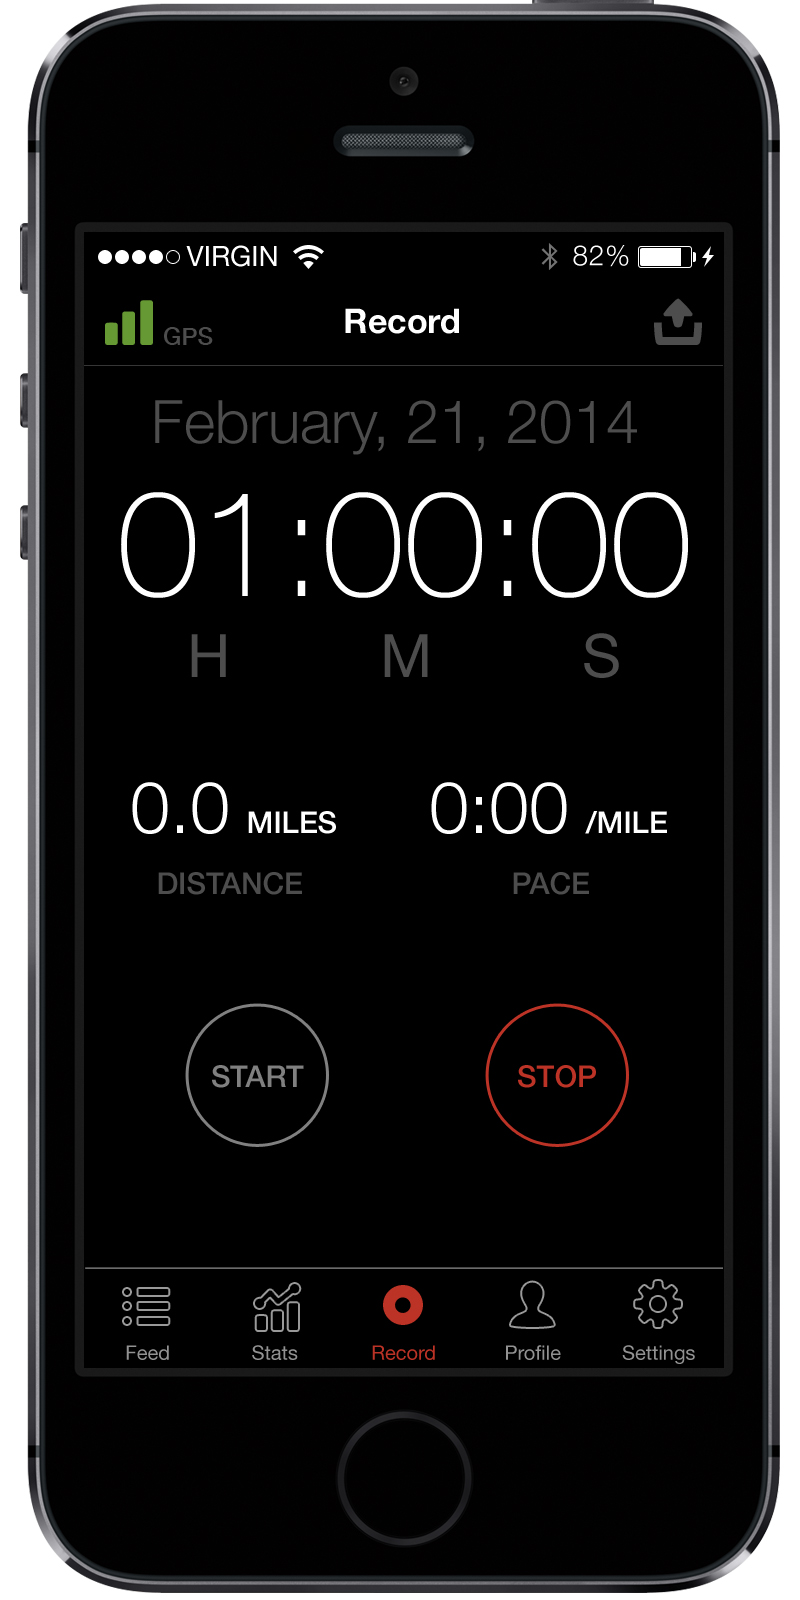 VIRGIN 82%
GPS Record
February, 21, 2014
01:00:00
H M S
0.0 MILES 0:00 /MILE
DISTANCE PACE
START STOP
Feed Stats Record Profile Settings